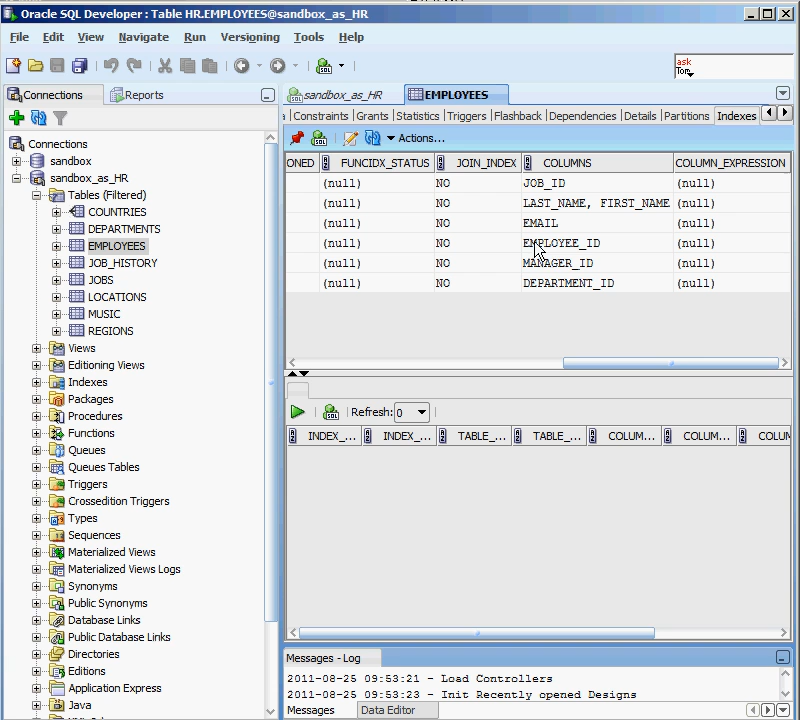 Oracle SQL Developer : Table HR.EMPLOYEES@sandbox_as_HR
File Edit View Navigate Run Versioning Tools Help
ask
Tom
Connections Reports
Connections
sandbox
sandbox_as_HR
Tables (Filtered)
COUNTRIES
DEPARTMENTS
EMPLOYEES
JOB_HISTORY
JOBS
LOCATIONS
MUSIC
REGIONS
Views
Editioning Views
Indexes
Packages
Procedures
Functions
Queues
Queues Tables
Triggers
Crossedition Triggers
Types
Sequences
Materialized Views
Materialized Views Logs
Synonyms
Public Synonyms
Database Links
Public Database Links
Directories
Editions
Application Express
Java
sandbox_as_HR EMPLOYEES
Constraints Grants Statistics Triggers Flashback Dependencies Details Partitions Indexes
Actions...
ONED FUNCIDX_STATUS JOIN_INDEX COLUMNS COLUMN_EXPRESSION
(null) NO JOB_ID (null)
(null) NO LAST_NAME, FIRST_NAME (null)
(null) NO EMAIL (null)
(null) NO EMPLOYEE_ID (null)
(null) NO MANAGER_ID (null)
(null) NO DEPARTMENT_ID (null)
Refresh: 0
INDEX_... INDEX_... TABLE_... TABLE_... COLUM... COLUM... COLUM
Messages - Log
2011-08-25 09:53:21 - Load Controllers
2011-08-25 09:53:23 - Init Recently opened Designs
Messages Data Editor